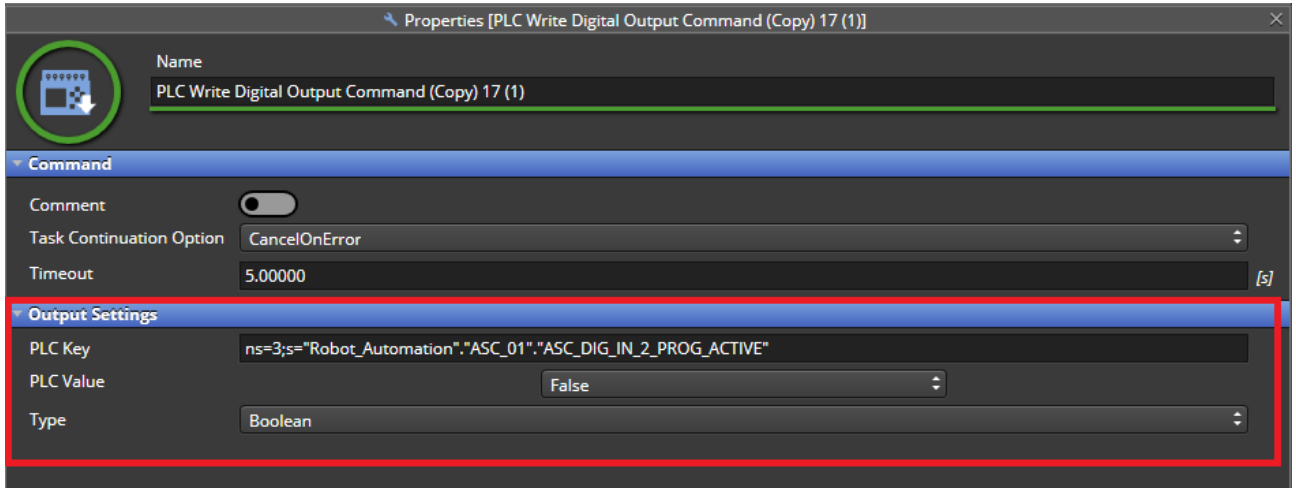 Properties [PLC Write Digital Output Command (Copy) 17 (1)]
Name
PLC Write Digital Output Command (Copy) 17 (1)
Command
Comment
Task Continuation Option CancelOnError
Timeout 5.00000 [s]
Output Settings
PLC Key ns=3;s="Robot_Automation"."ASC_01"."ASC_DIG_IN_2_PROG_ACTIVE"
PLC Value False
Type Boolean